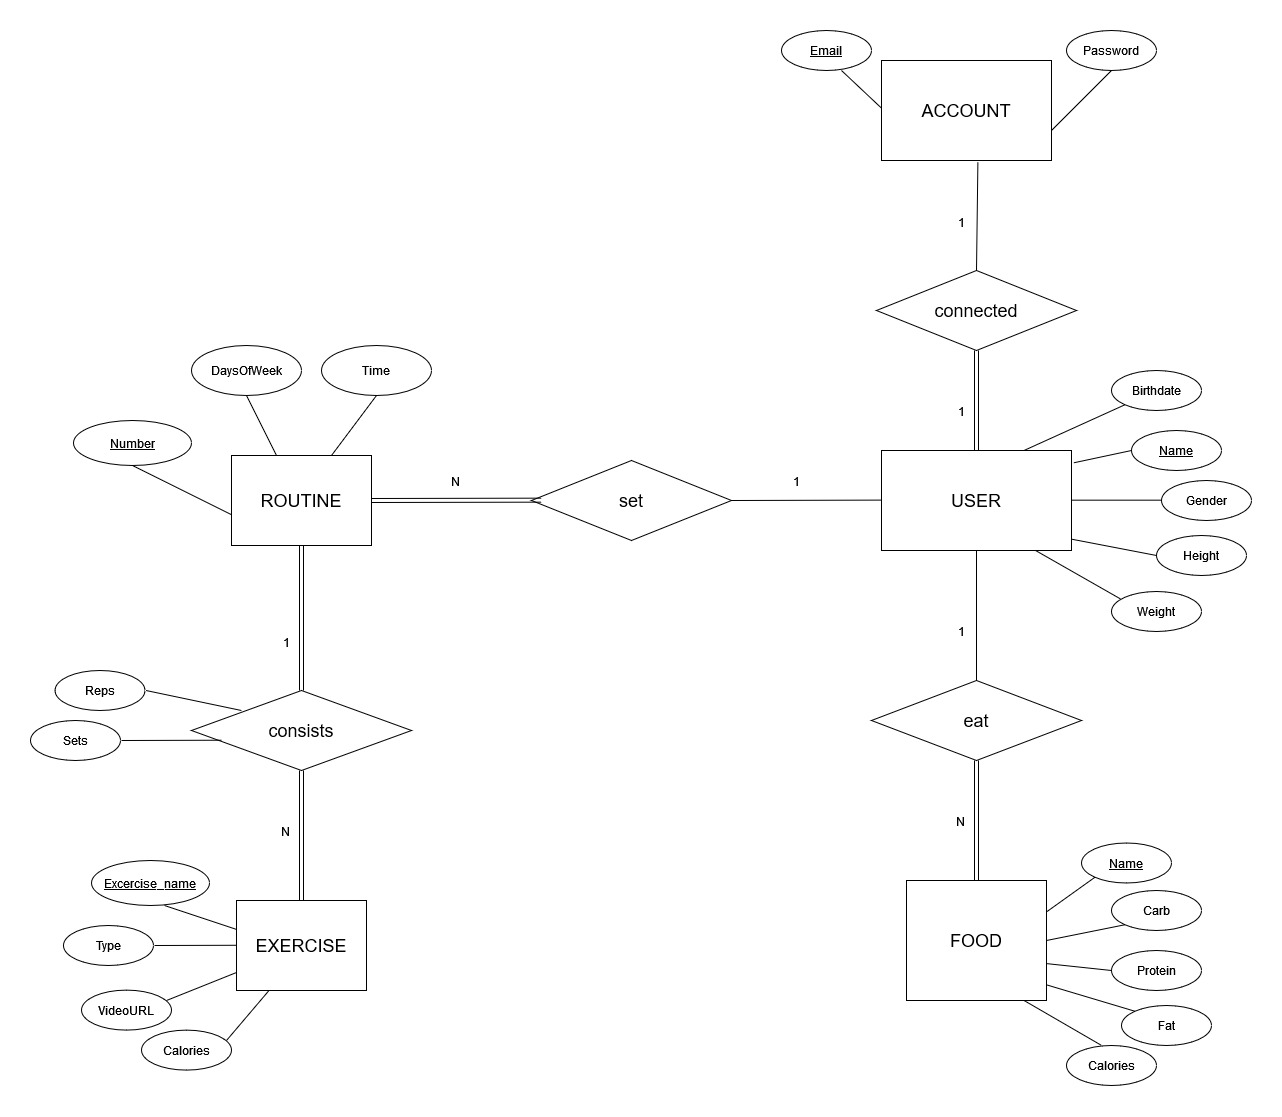 Email
Password
ACCOUNT
1
connected
1
Birthdate
Name
Gender
Height
Weight
USER
DaysOfWeek
Time
Number
ROUTINE
N
set
1
1
Reps
Sets
consists
N
1
eat
N
Excercise_name
Type
VideoURL
Calories
EXERCISE
Name
Carb
Protein
Fat
Calories
FOOD